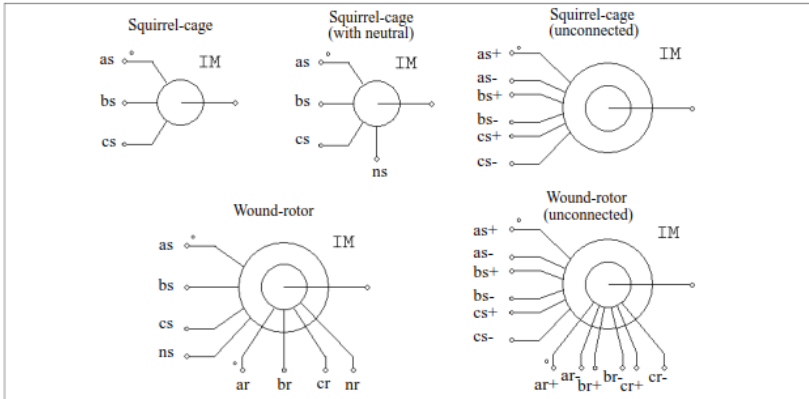 Squirrel-cage
as
IM
bs
cs
Squirrel-cage
(with neutral)
as
IM
bs
cs
ns
Squirrel-cage
(unconnected)
as+
IM
as-
bs+
bs-
cs+
cs-
Wound-rotor
as
IM
bs
cs
ns
ar
br
cr
nr
Wound-rotor
(unconnected)
as+
IM
as-
bs+
bs-
cs+
cs-
ar+
ar-
br+
br-
cr+
cr-